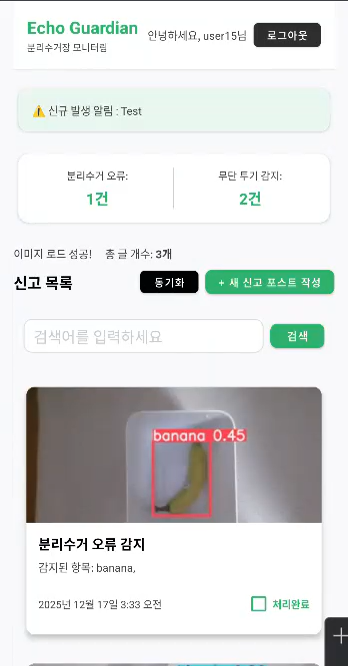 Echo Guardian
분리수거장 모니터링
안녕하세요, user15님
로그아웃
⚠️ 신규 발생 알림 : Test
분리수거 오류:
1건
무단 투기 감지:
2건
이미지 로드 성공! 총 글 개수: 3개
신고 목록
동기화
+ 새 신고 포스트 작성
검색어를 입력하세요
검색
banana 0.45
분리수거 오류 감지
감지된 항목: banana,
2025년 12월 17일 3:33 오전
처리완료